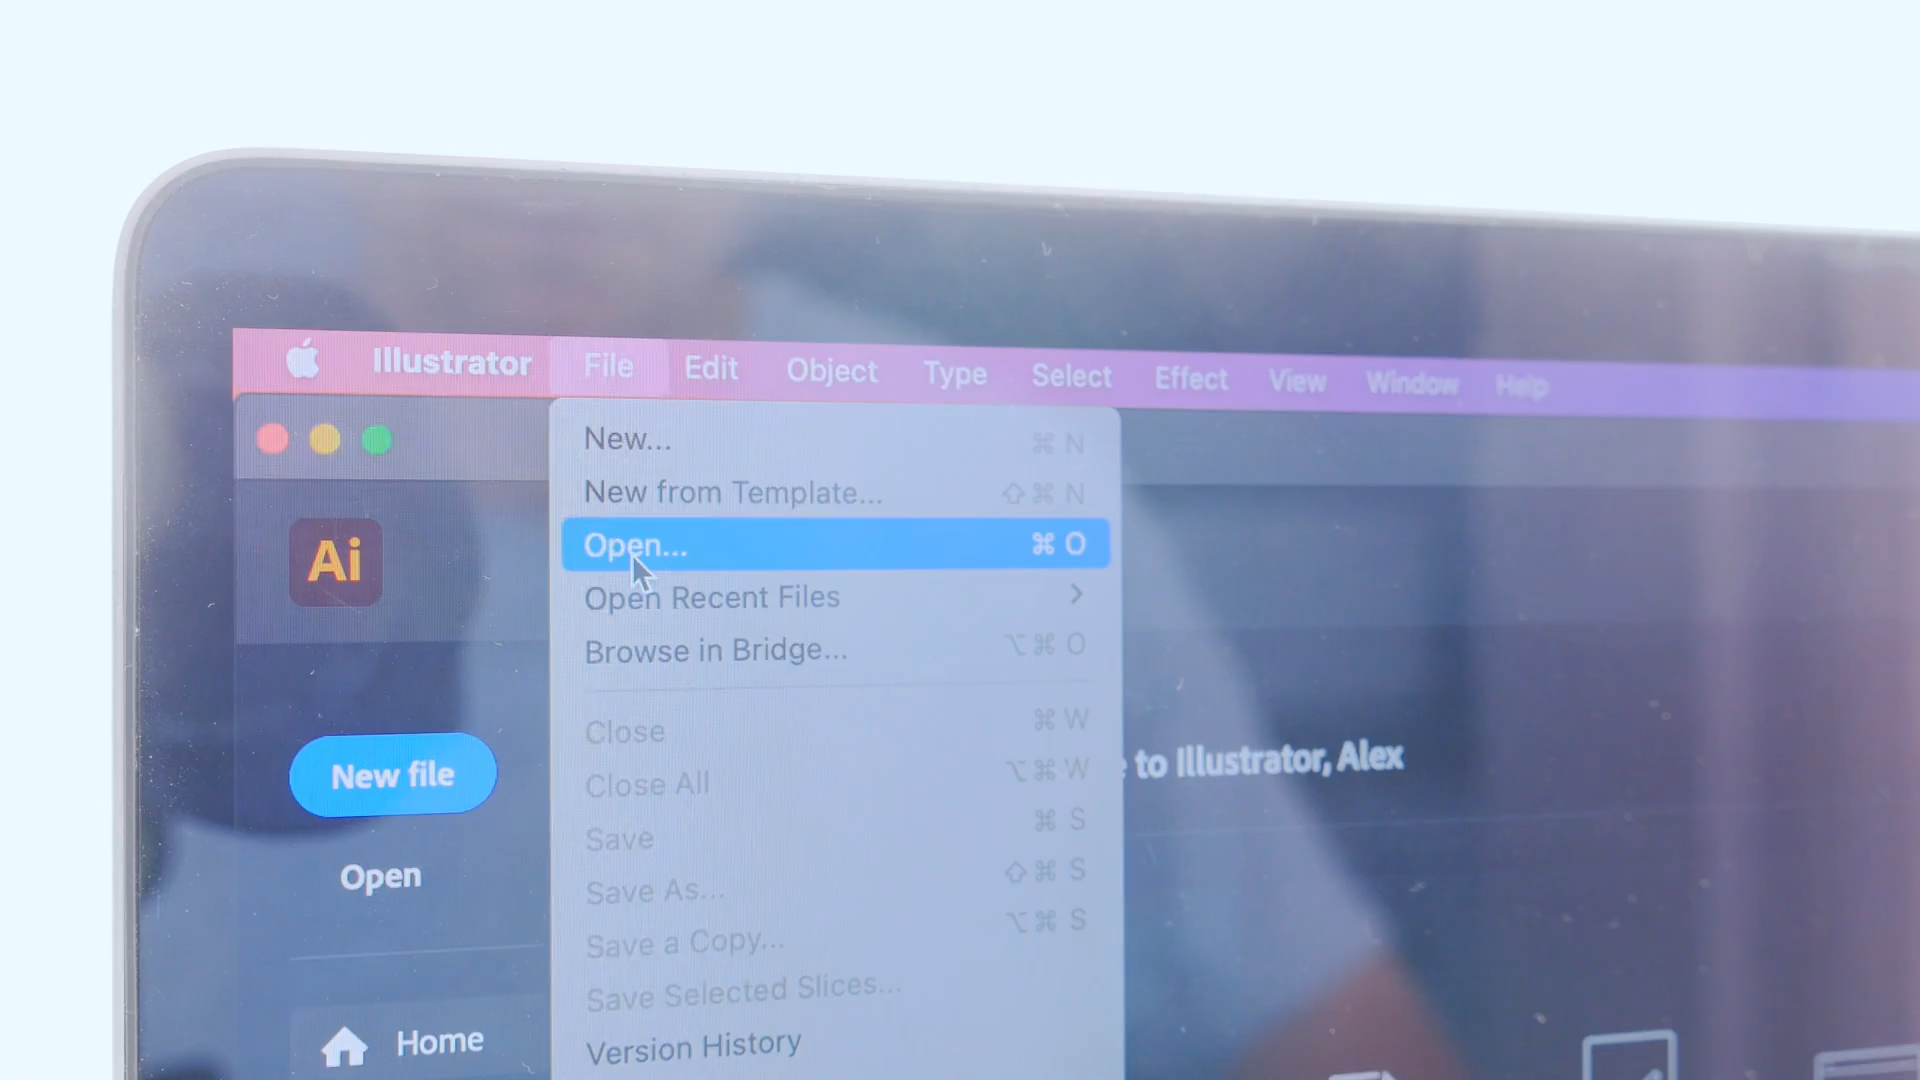 Illustrator File Edit Object Type Select Effect View Window Help
New... ⌘ N
New from Template... ⇧⌘ N
Ai
Open... ⌘ O
Open Recent Files >
Browse in Bridge... ⌥⌘ O
Close ⌘ W
New file
Close All ⌥⌘ W
to Illustrator, Alex
Save ⌘ S
Open
Save As... ⇧⌘ S
Save a Copy... ⌥⌘ S
Save Selected Slices...
Home
Version History